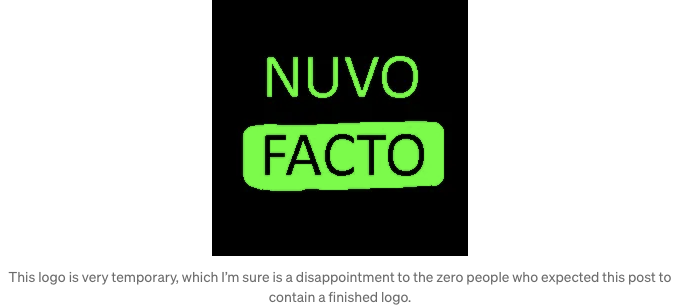 NUVO
FACTO
This logo is very temporary, which I'm sure is a disappointment to the zero people who expected this post to
contain a finished logo.